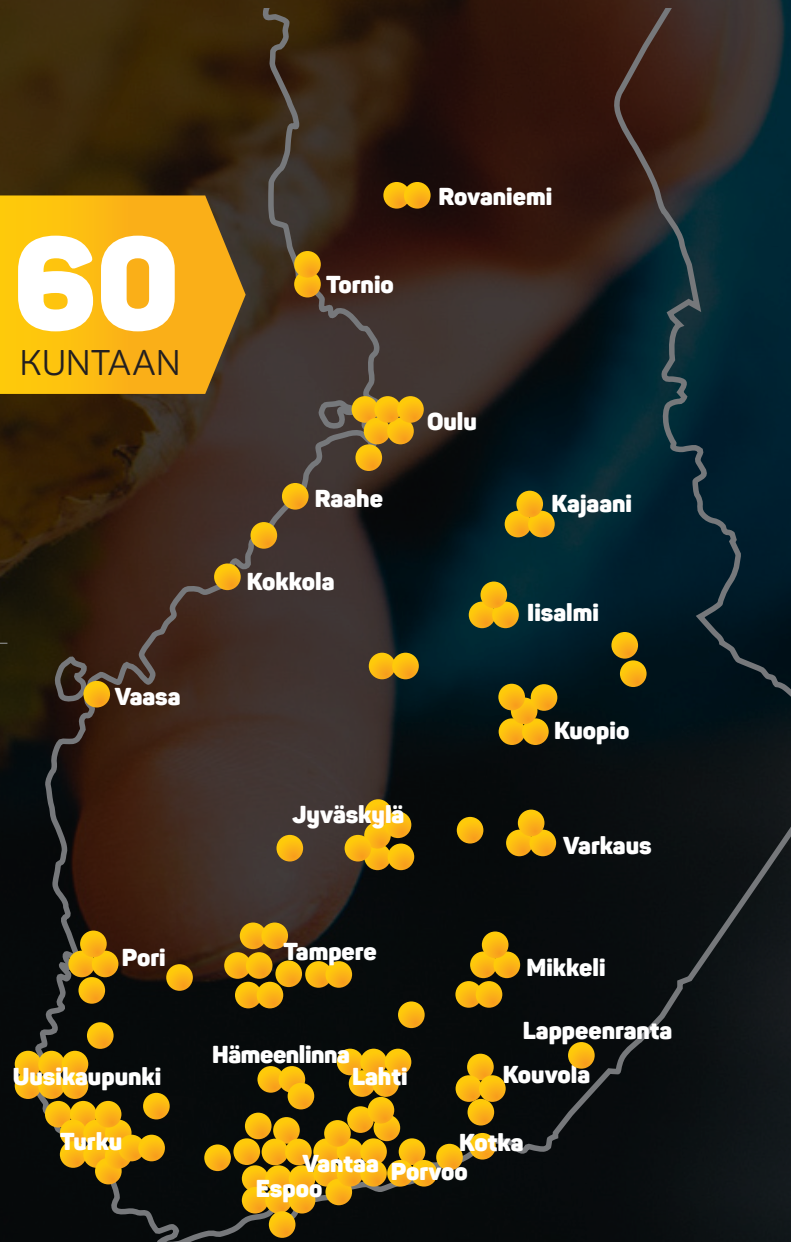 Rovaniemi
60
KUNTAAN
Tornio
Oulu
Raahe
Kajaani
Kokkola
Iisalmi
Vaasa
Kuopio
Jyväskylä
Varkaus
Tampere
Pori
Mikkeli
Lappeenranta
Hämeenlinna
Uusikaupunki
Lahti
Kouvola
Turku
Kotka
Vantaa
Porvoo
Espoo